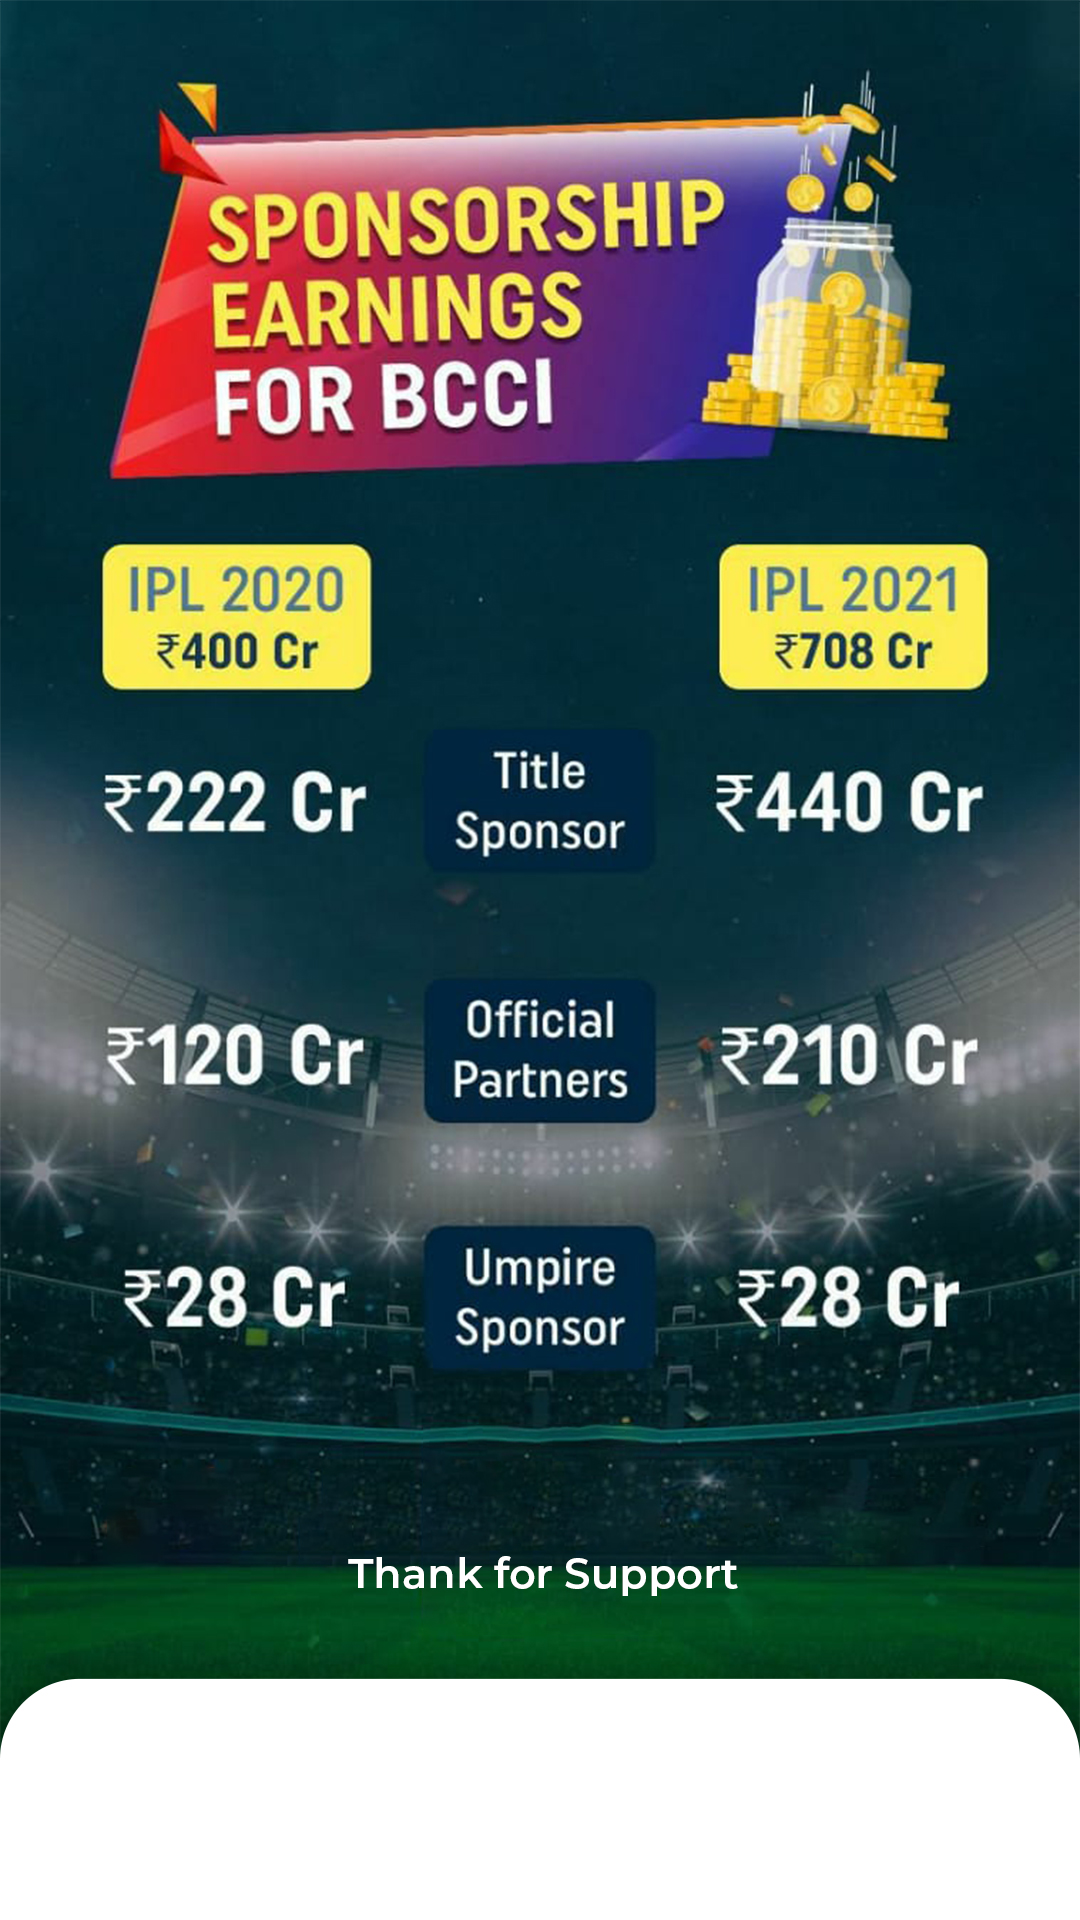 SPONSORSHIP
EARNINGS
FOR BCCI
IPL 2020
₹400 Cr
IPL 2021
₹708 Cr
₹222 Cr
Title
Sponsor
₹440 Cr
₹120 Cr
Official
Partners
₹210 Cr
₹28 Cr
Umpire
Sponsor
₹28 Cr
Thank for Support